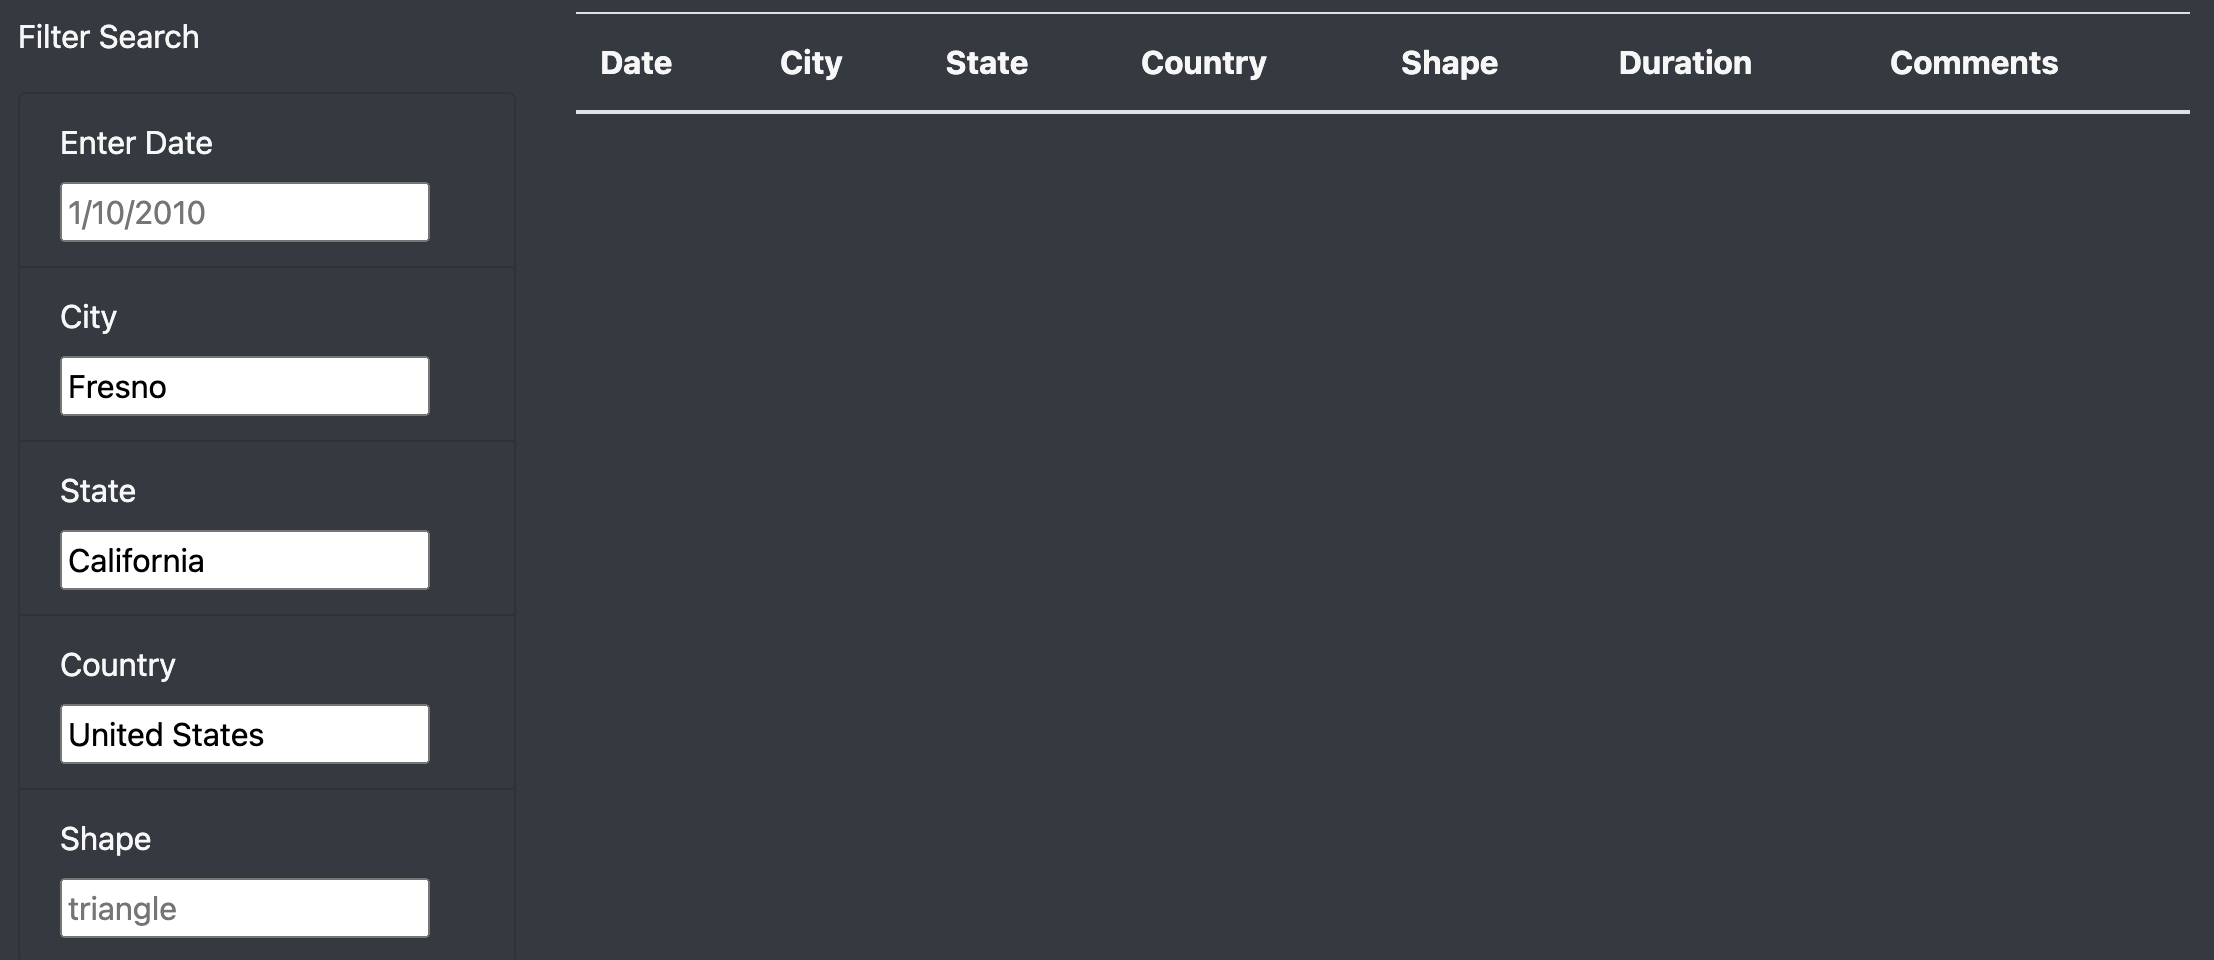 Filter Search
Enter Date
1/10/2010
City
Fresno
State
California
Country
United States
Shape
triangle
Date City State Country Shape Duration Comments